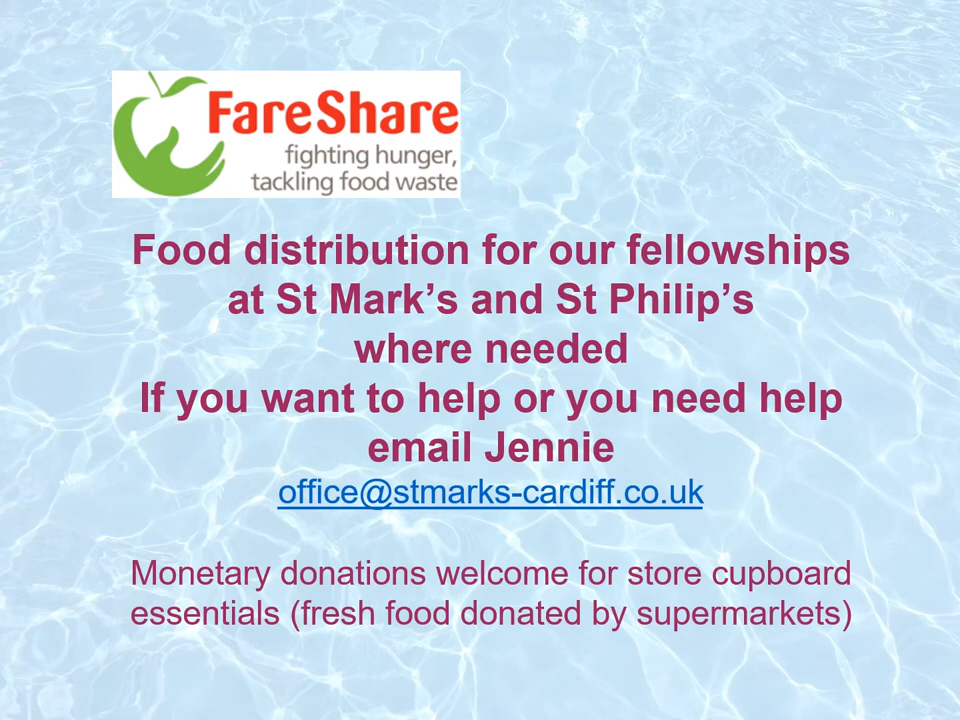 FareShare
fighting hunger,
tackling food waste
Food distribution for our fellowships
at St Mark’s and St Philip’s
where needed
If you want to help or you need help
email Jennie
office@stmarks-cardiff.co.uk
Monetary donations welcome for store cupboard
essentials (fresh food donated by supermarkets)